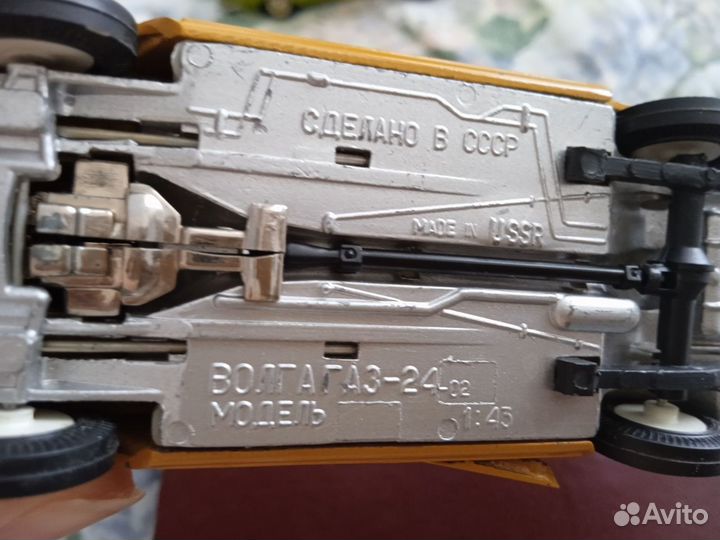 СДЕЛАНО В СССР
MADE IN USSR
ВОЛГА ГАЗ-24 02
МОДЕЛЬ 1:43
Avito